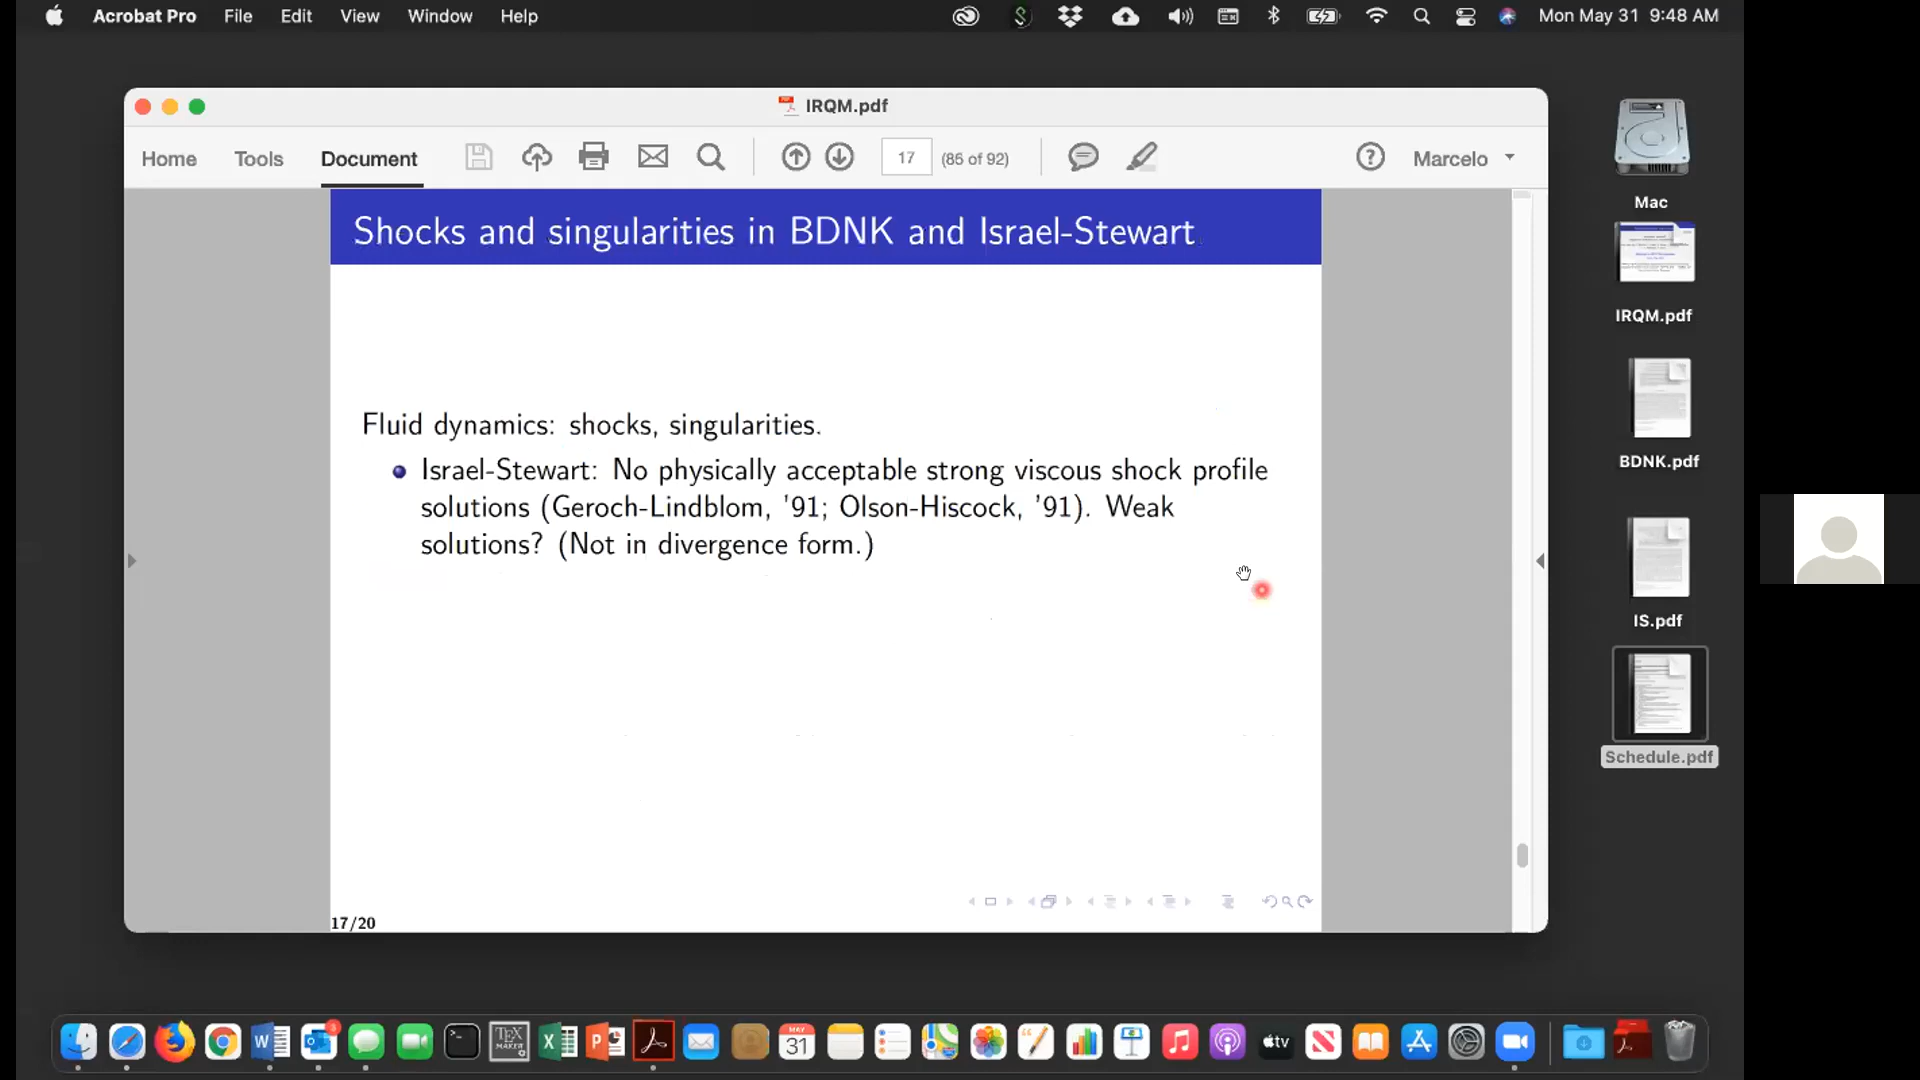 Acrobat Pro File Edit View Window Help Mon May 31 9:48 AM
IRQM.pdf
Home Tools Document 17 (85 of 92) Marcelo
Shocks and singularities in BDNK and Israel-Stewart
Fluid dynamics: shocks, singularities.
Israel-Stewart: No physically acceptable strong viscous shock profile
solutions (Geroch-Lindblom, '91; Olson-Hiscock, '91). Weak
solutions? (Not in divergence form.)
17/20
Mac
IRQM.pdf
BDNK.pdf
IS.pdf
Schedule.pdf
MAY
31
tv